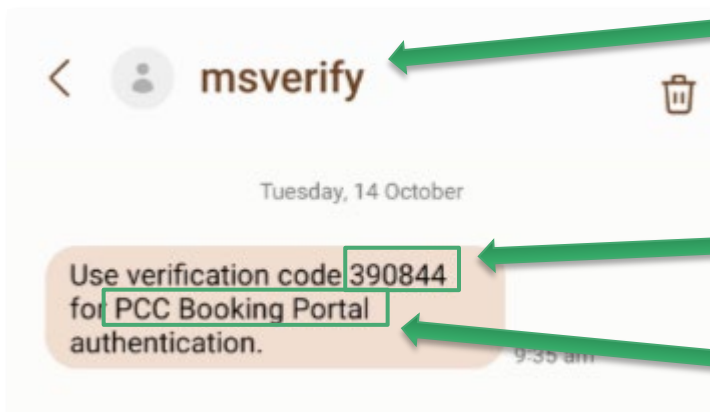 msverify
Tuesday, 14 October
Use verification code 390844
for PCC Booking Portal
authentication.
9:35 am